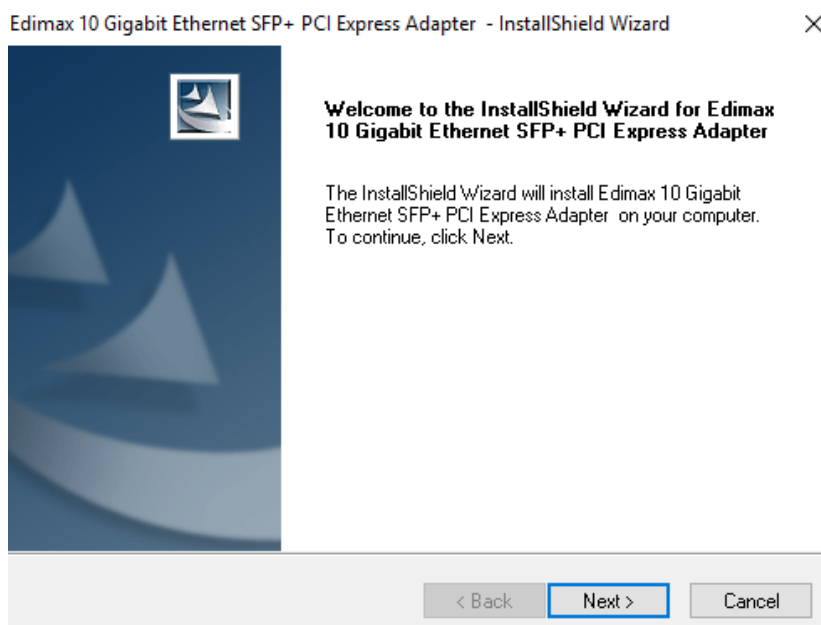 Edimax 10 Gigabit Ethernet SFP+ PCI Express Adapter - InstallShield Wizard
Welcome to the InstallShield Wizard for Edimax
10 Gigabit Ethernet SFP+ PCI Express Adapter
The InstallShield Wizard will install Edimax 10 Gigabit
Ethernet SFP+ PCI Express Adapter on your computer.
To continue, click Next.
< Back Next > Cancel